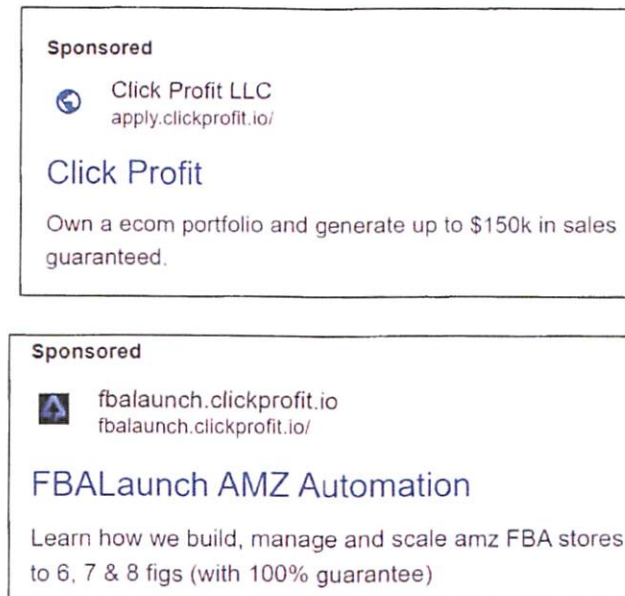 Sponsored
Click Profit LLC
apply.clickprofit.io/
Click Profit
Own a ecom portfolio and generate up to $150k in sales
guaranteed.
Sponsored
fbalaunch.clickprofit.io
fbalaunch.clickprofit.io/
FBALaunch AMZ Automation
Learn how we build, manage and scale amz FBA stores
to 6, 7 & 8 figs (with 100% guarantee)